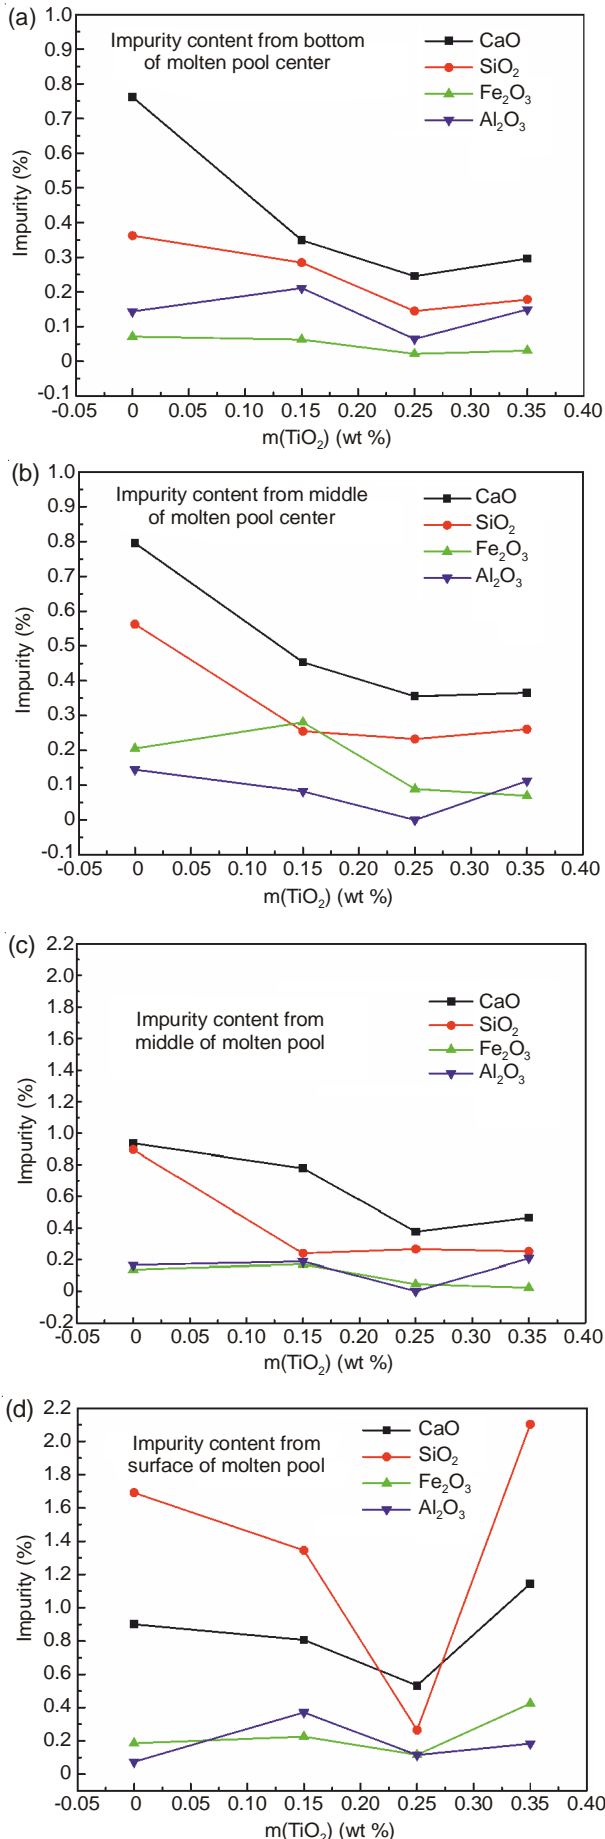 (a)
1.0
0.9
0.8
0.7
0.6
0.5
0.4
0.3
0.2
0.1
0
-0.1
Impurity (%)
Impurity content from bottom
of molten pool center
CaO
SiO₂
Fe₂O₃
Al₂O₃
-0.05 0 0.05 0.10 0.15 0.20 0.25 0.30 0.35 0.40
m(TiO₂) (wt %)
(b)
1.0
0.9
0.8
0.7
0.6
0.5
0.4
0.3
0.2
0.1
0
-0.1
Impurity (%)
Impurity content from middle
of molten pool center
CaO
SiO₂
Fe₂O₃
Al₂O₃
-0.05 0 0.05 0.10 0.15 0.20 0.25 0.30 0.35 0.40
m(TiO₂) (wt %)
(c)
2.2
2.0
1.8
1.6
1.4
1.2
1.0
0.8
0.6
0.4
0.2
0
-0.2
Impurity (%)
Impurity content from
middle of molten pool
CaO
SiO₂
Fe₂O₃
Al₂O₃
-0.05 0 0.05 0.10 0.15 0.20 0.25 0.30 0.35 0.40
m(TiO₂) (wt %)
(d)
2.2
2.0
1.8
1.6
1.4
1.2
1.0
0.8
0.6
0.4
0.2
0
Impurity (%)
Impurity content from
surface of molten pool
CaO
SiO₂
Fe₂O₃
Al₂O₃
-0.05 0 0.05 0.10 0.15 0.20 0.25 0.30 0.35 0.40
m(TiO₂) (wt %)